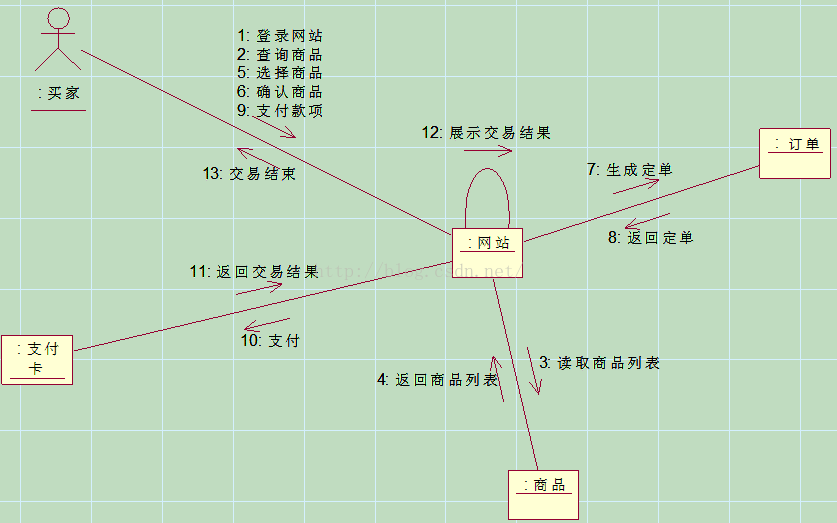 1: 登录网站
2: 查询商品
5: 选择商品
6: 确认商品
9: 支付款项
: 买家
12: 展示交易结果
: 订单
7: 生成定单
13: 交易结束
8: 返回定单
: 网站
11: 返回交易结果
http://blog.csdn.net/
10: 支付
: 支付
卡
3: 读取商品列表
4: 返回商品列表
: 商品